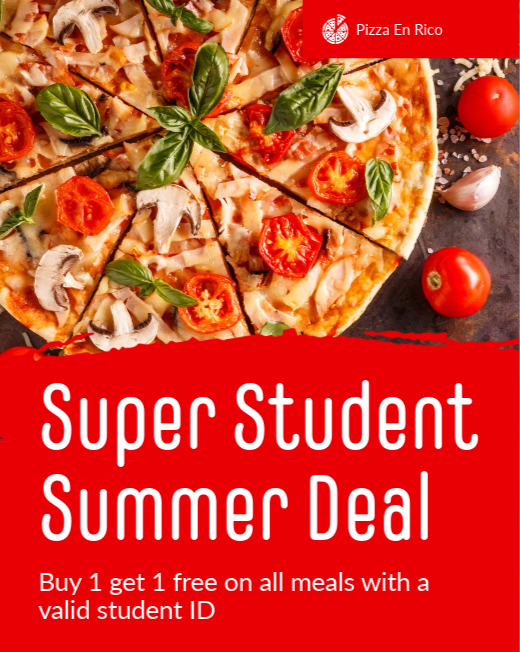 Pizza En Rico
Super Student
Summer Deal
Buy 1 get 1 free on all meals with a
valid student ID